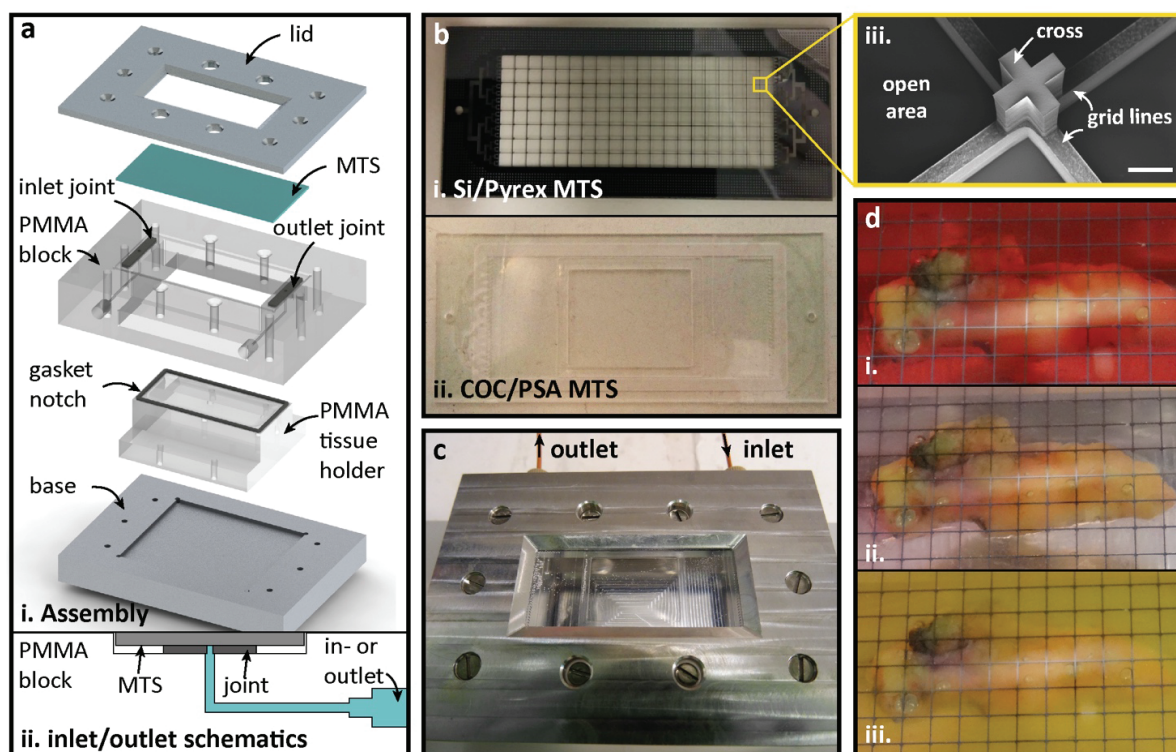 a
lid
MTS
inlet joint
PMMA
block
outlet joint
gasket
notch
PMMA
tissue
holder
base
i. Assembly
PMMA
block
MTS
joint
in- or
outlet
ii. inlet/outlet schematics
b
i. Si/Pyrex MTS
ii. COC/PSA MTS
iii.
cross
open
area
grid lines
c
outlet
inlet
d
i.
ii.
iii.